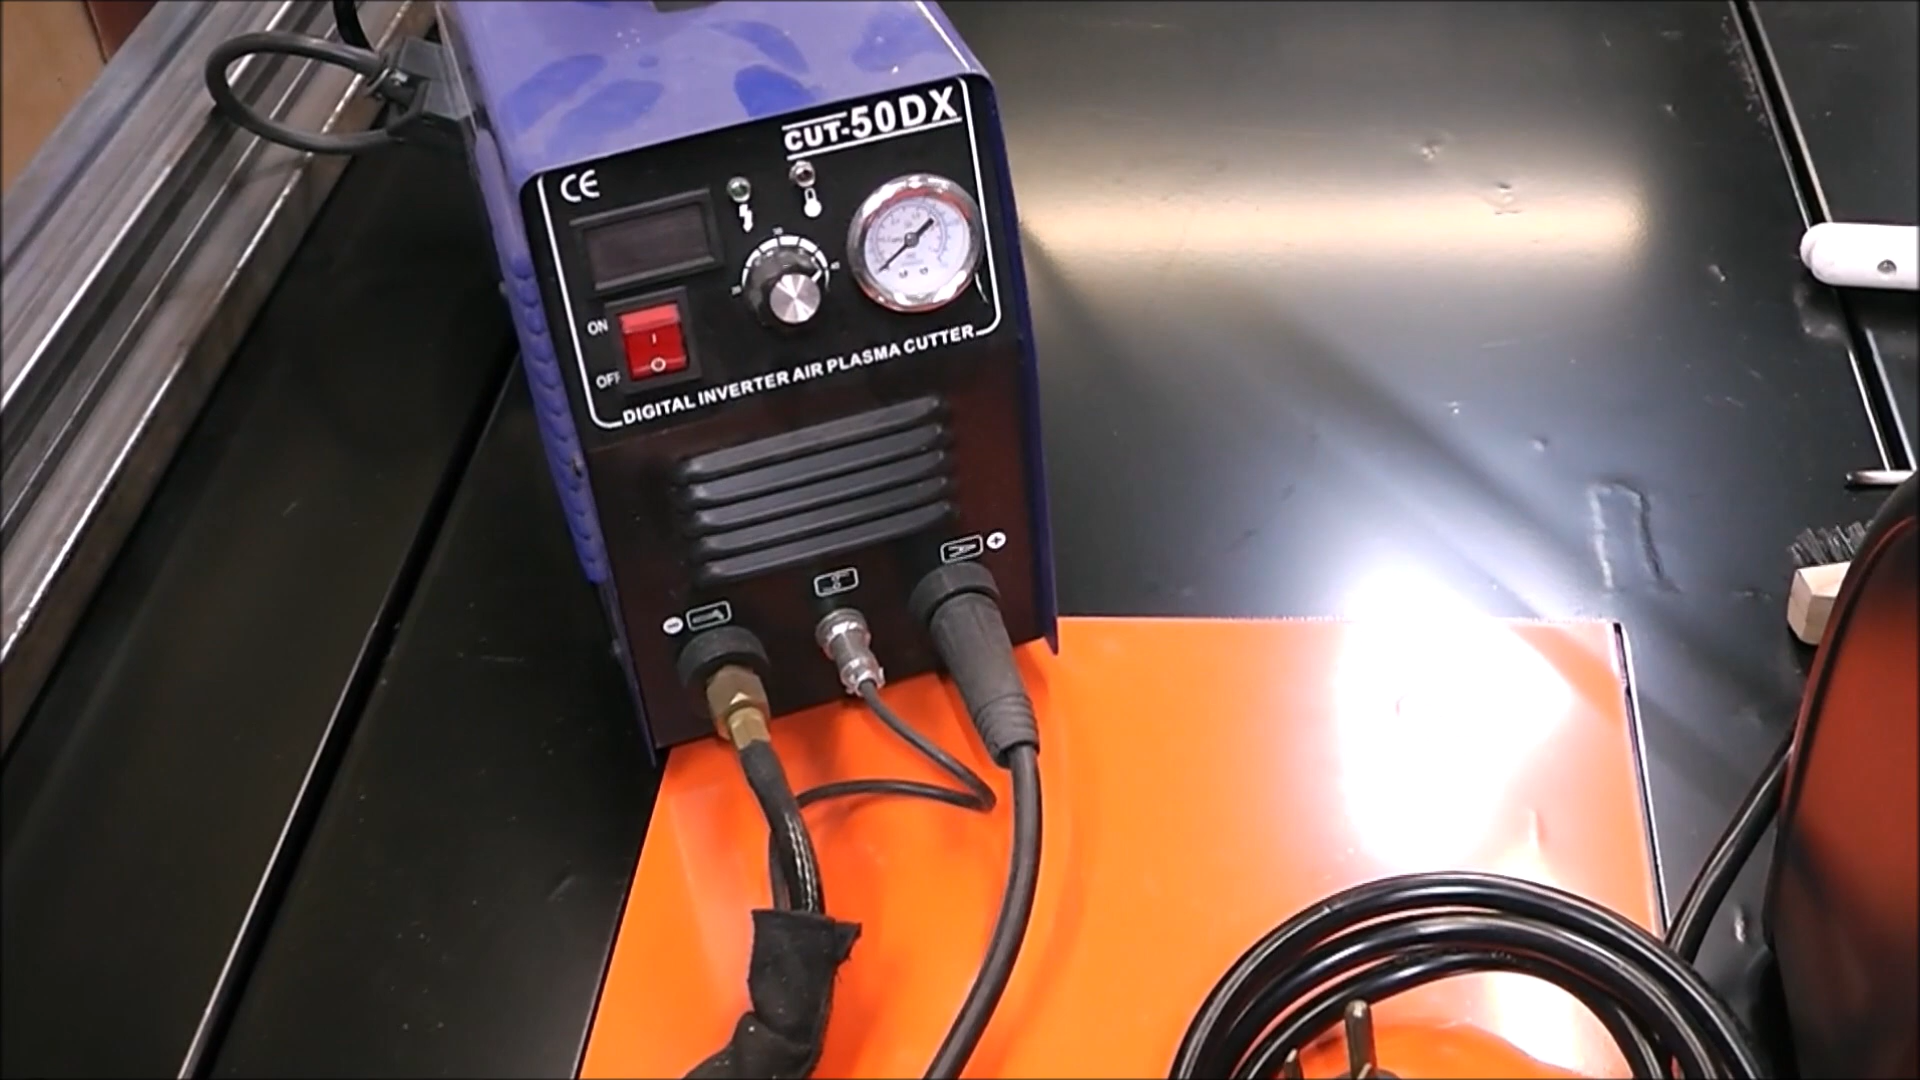 CUT-50DX
CE
ON
OFF
DIGITAL INVERTER AIR PLASMA CUTTER